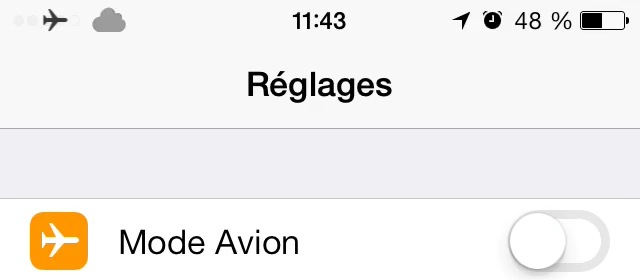 11:43 48 %
Réglages
Mode Avion